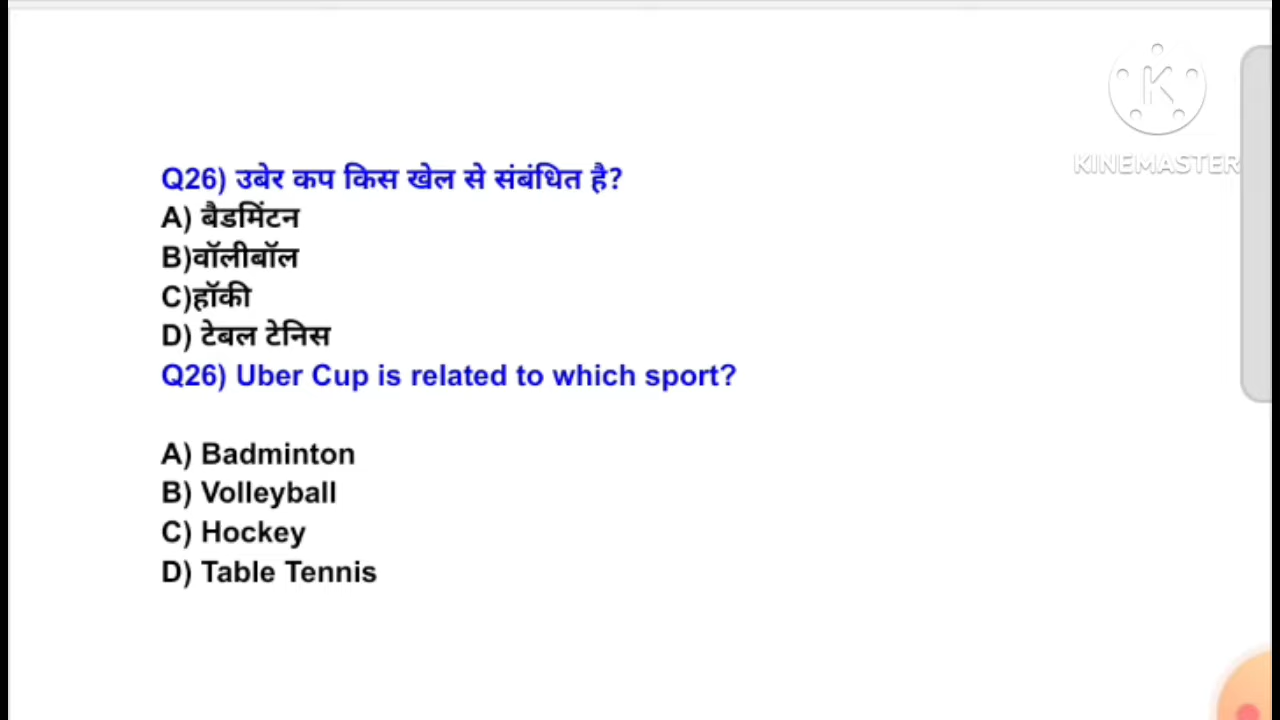 KINEMASTER
Q26) उबेर कप किस खेल से संबंधित है?
A) बैडमिंटन
B)वॉलीबॉल
C)हॉकी
D) टेबल टेनिस
Q26) Uber Cup is related to which sport?
A) Badminton
B) Volleyball
C) Hockey
D) Table Tennis